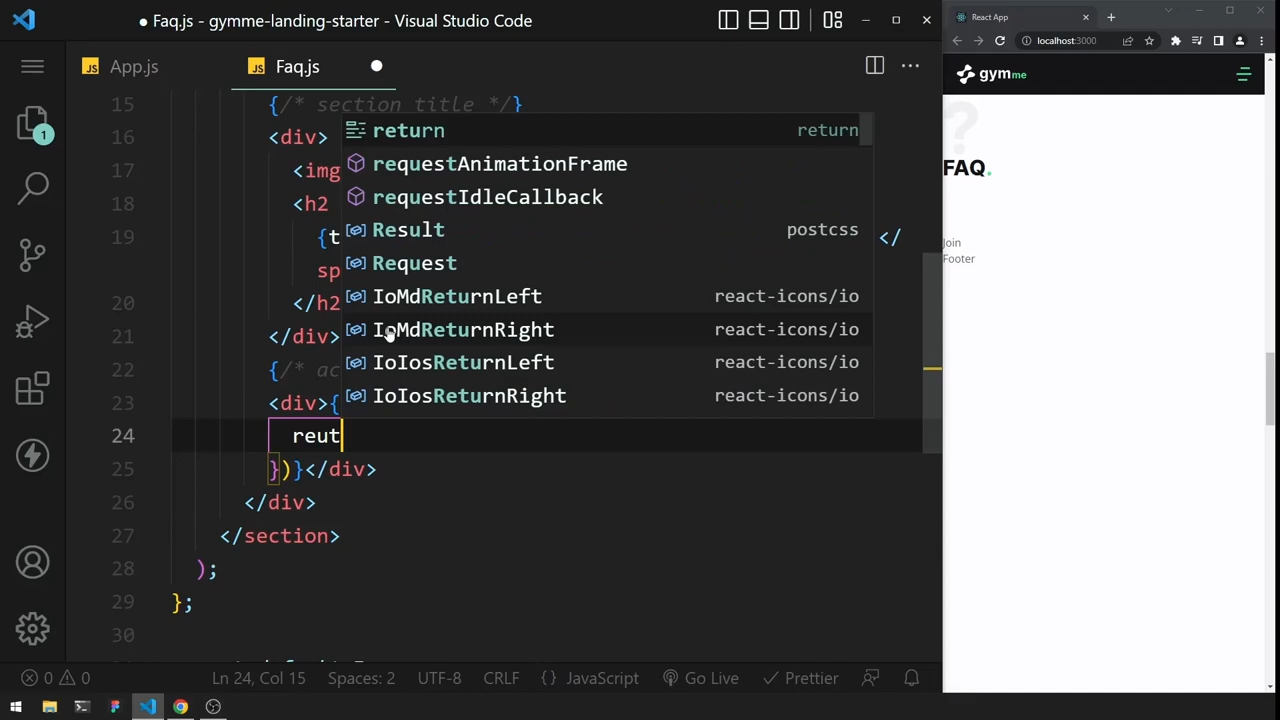 Faq.js - gymme-landing-starter - Visual Studio Code
React App
localhost:3000
JS App.js
JS Faq.js
gymme
?
FAQ.
Join
Footer
15 {/* section title */}
16 <div>
17 <img
18 <h2
19 {t </
sp
20 </h2
21 </div>
22 {/* ac
23 <div>{
24 reut
25 })}</div>
26 </div>
27 </section>
28 );
29 };
30
return return
requestAnimationFrame
requestIdleCallback
Result postcss
Request
IoMdReturnLeft react-icons/io
IoMdReturnRight react-icons/io
IoIosReturnLeft react-icons/io
IoIosReturnRight react-icons/io
1
0 0 Ln 24, Col 15 Spaces: 2 UTF-8 CRLF {} JavaScript Go Live Prettier